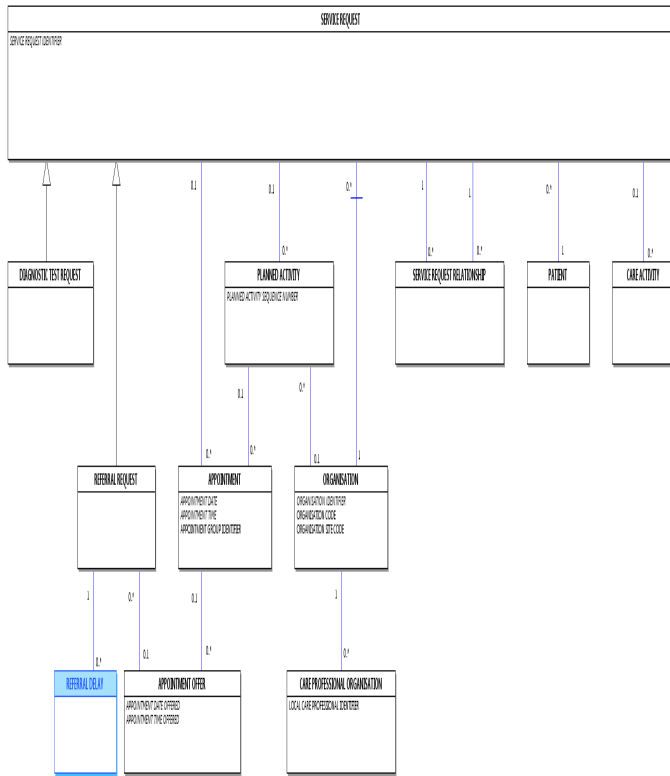 SERVICE REQUEST
SERVICE REQUEST IDENTIFIER
0..1
0..1
0..*
1
1
0..*
0..1
0..*
0..*
0..*
1
0..*
DIAGNOSTIC TEST REQUEST
PLANNED ACTIVITY
SERVICE REQUEST RELATIONSHIP
PATIENT
CARE ACTIVITY
PLANNED ACTIVITY SEQUENCE NUMBER
0..1
0..*
0..*
0..*
0..1
1
REFERRAL REQUEST
APPOINTMENT
ORGANISATION
APPOINTMENT DATE
APPOINTMENT TIME
APPOINTMENT GROUP IDENTIFIER
ORGANISATION IDENTIFIER
ORGANISATION CODE
ORGANISATION SITE CODE
1
0..*
0..1
1
0..*
0..1
0..*
0..*
REFERRAL DELAY
APPOINTMENT OFFER
CARE PROFESSIONAL ORGANISATION
APPOINTMENT DATE OFFERED
APPOINTMENT TIME OFFERED
LOCAL CARE PROFESSIONAL IDENTIFIER